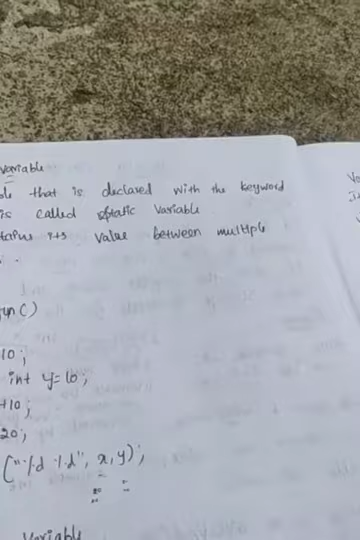 variable
that is declared with the keyword
is called static Variable
its value between multiple
fun()
10;
int y=10;
+10;
20;
("%d %d", x, y);
Variable